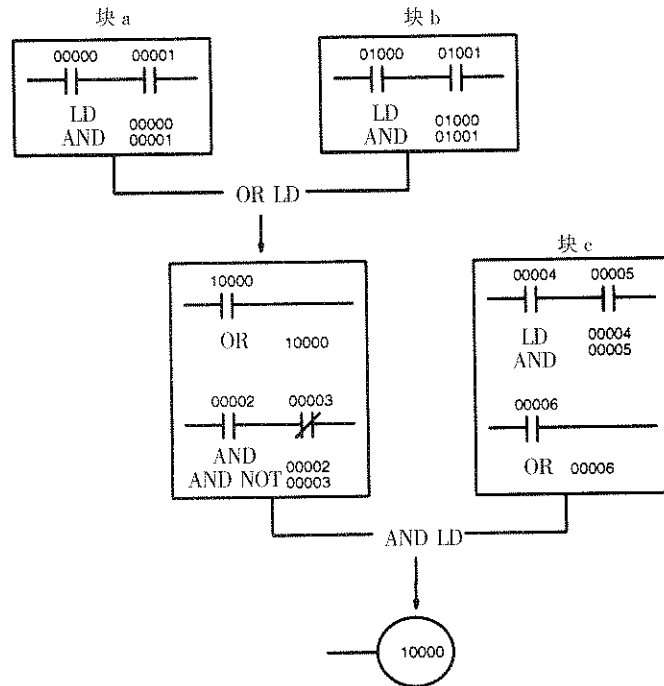 块 a
块 b
00000 00001
LD 00000
AND 00001
01000 01001
LD 01000
AND 01001
OR LD
块 c
10000
OR 10000
00002 00003
AND 00002
AND NOT 00003
00004 00005
LD 00004
AND 00005
00006
OR 00006
AND LD
10000